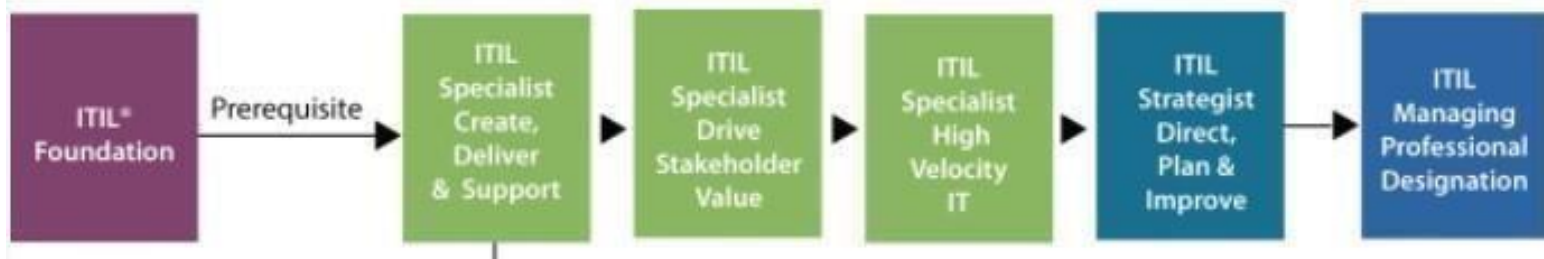 ITIL®
Foundation
Prerequisite
ITIL
Specialist
Create,
Deliver
& Support
ITIL
Specialist
Drive
Stakeholder
Value
ITIL
Specialist
High
Velocity
IT
ITIL
Strategist
Direct,
Plan &
Improve
ITIL
Managing
Professional
Designation